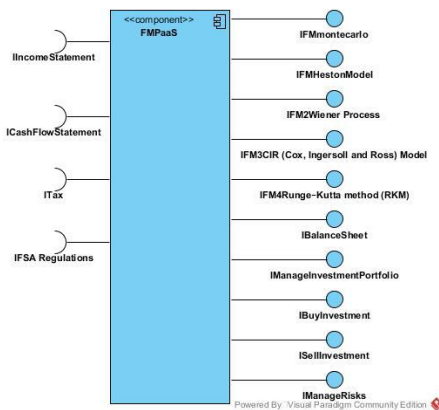 <<component>>
FMPaaS
IIncomeStatement
ICashFlowStatement
ITax
IFSA Regulations
IFMmontecarlo
IFMHestonModel
IFM2Wiener Process
IFM3CIR (Cox, Ingersoll and Ross) Model
IFM4Runge–Kutta method (RKM)
IBalanceSheet
IManageInvestmentPortfolio
IBuyInvestment
ISellInvestment
IManageRisks
Powered By Visual Paradigm Community Edition